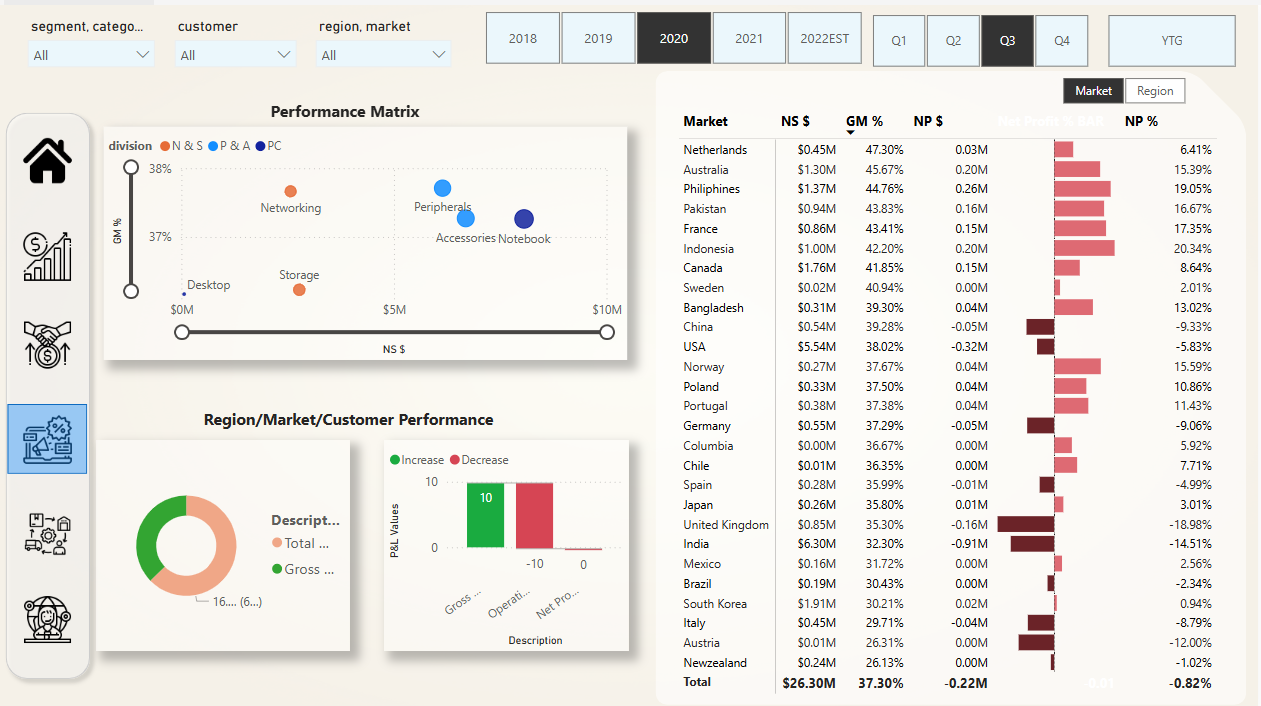 segment, catego... customer region, market
All All All
2018 2019 2020 2021 2022EST Q1 Q2 Q3 Q4 YTG
Performance Matrix
division N & S P & A PC
38%
37%
GM %
Networking
Peripherals
Accessories
Notebook
Storage
Desktop
$0M $5M $10M
NS $
Region/Market/Customer Performance
Descript...
Total ...
Gross ...
16.... (6...)
Increase Decrease
P&L Values
10
0
10
-10
0
Gross ...
Operati...
Net Pro...
Description
Market Region
Market NS $ GM % NP $ Net Profit % BAR NP %
Netherlands $0.45M 47.30% 0.03M 6.41%
Australia $1.30M 45.67% 0.20M 15.39%
Philiphines $1.37M 44.76% 0.26M 19.05%
Pakistan $0.94M 43.83% 0.16M 16.67%
France $0.86M 43.41% 0.15M 17.35%
Indonesia $1.00M 42.20% 0.20M 20.34%
Canada $1.76M 41.85% 0.15M 8.64%
Sweden $0.02M 40.94% 0.00M 2.01%
Bangladesh $0.31M 39.30% 0.04M 13.02%
China $0.54M 39.28% -0.05M -9.33%
USA $5.54M 38.02% -0.32M -5.83%
Norway $0.27M 37.67% 0.04M 15.59%
Poland $0.33M 37.50% 0.04M 10.86%
Portugal $0.38M 37.38% 0.04M 11.43%
Germany $0.55M 37.29% -0.05M -9.06%
Columbia $0.00M 36.67% 0.00M 5.92%
Chile $0.01M 36.35% 0.00M 7.71%
Spain $0.28M 35.99% -0.01M -4.99%
Japan $0.26M 35.80% 0.01M 3.01%
United Kingdom $0.85M 35.30% -0.16M -18.98%
India $6.30M 32.30% -0.91M -14.51%
Mexico $0.16M 31.72% 0.00M 2.56%
Brazil $0.19M 30.43% 0.00M -2.34%
South Korea $1.91M 30.21% 0.02M 0.94%
Italy $0.45M 29.71% -0.04M -8.79%
Austria $0.01M 26.31% 0.00M -12.00%
Newzealand $0.24M 26.13% 0.00M -1.02%
Total $26.30M 37.30% -0.22M 0.01 -0.82%